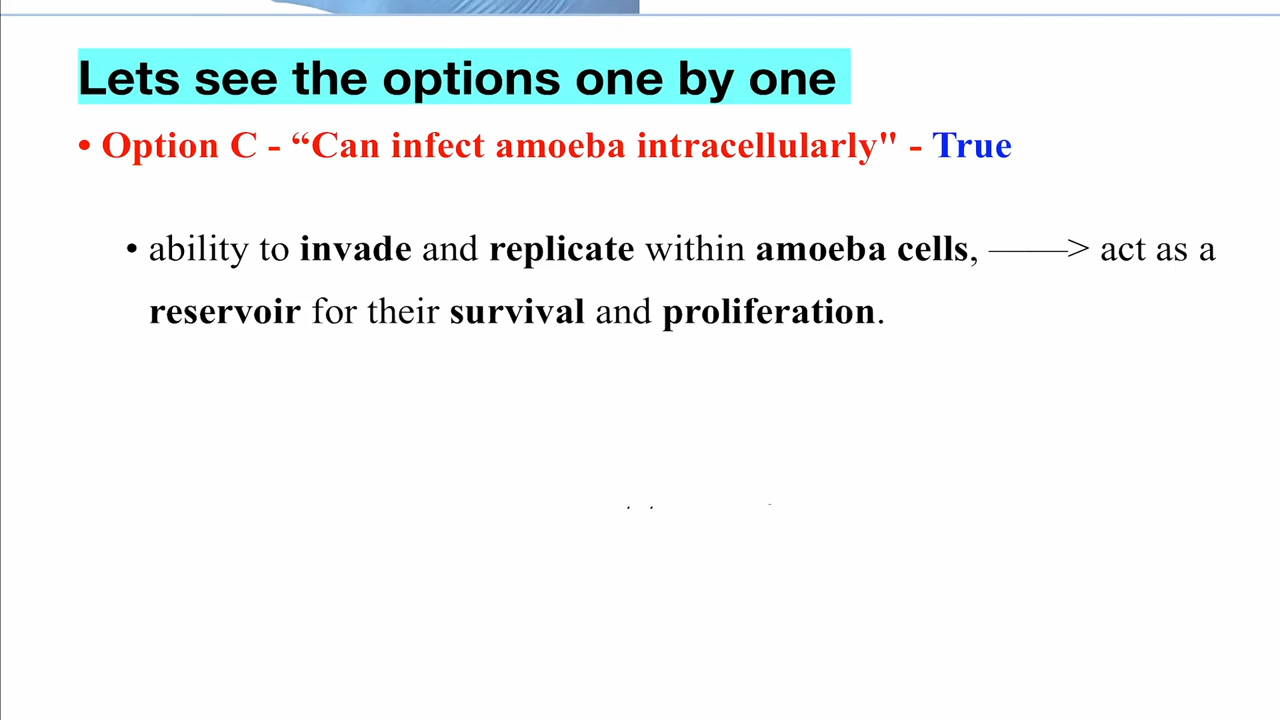 Lets see the options one by one
• Option C - “Can infect amoeba intracellularly" - True
• ability to invade and replicate within amoeba cells, ——> act as a
reservoir for their survival and proliferation.